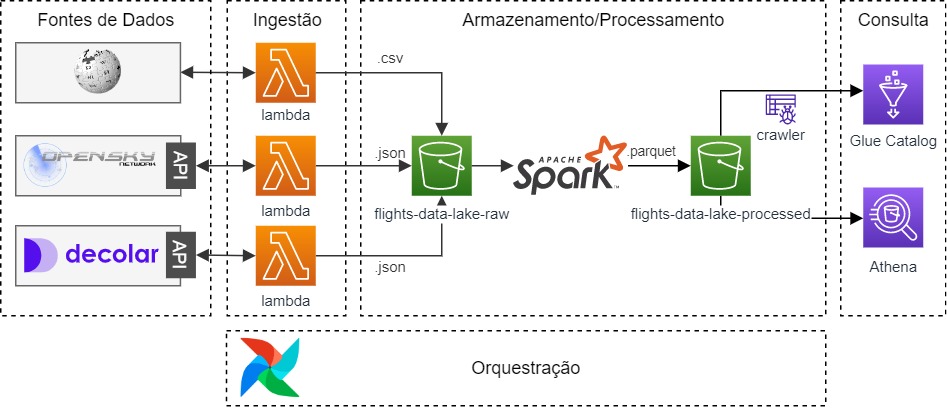 Fontes de Dados
Ingestão
Armazenamento/Processamento
Consulta
.csv
lambda
crawler
Glue Catalog
OPENSKY
NETWORK
API
.json
lambda
flights-data-lake-raw
APACHE
Spark
TM
parquet
flights-data-lake-processed
decolar
API
.json
lambda
Athena
Orquestração